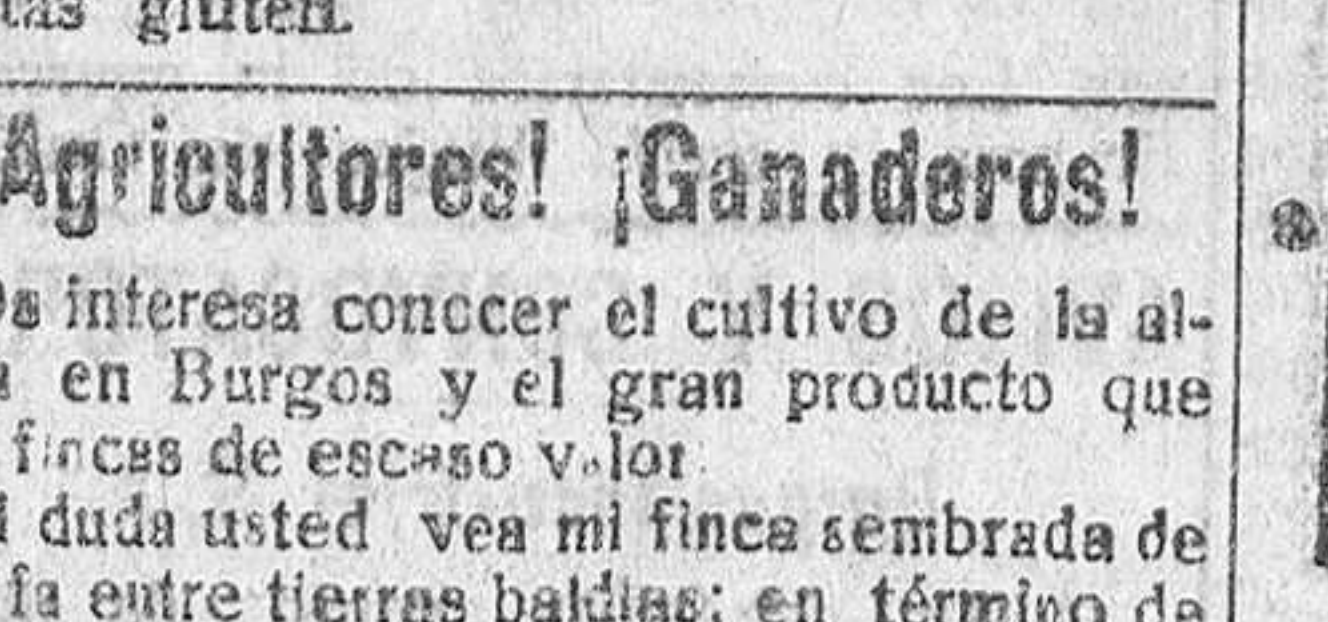 tas gluten.
Agricultores! ¡Ganaderos!
interesa conocer el cultivo de la al-
en Burgos y el gran producto que
fincas de escaso valor
duda usted vea mi finca sembrada de
fa entre tierras baldías; en término de